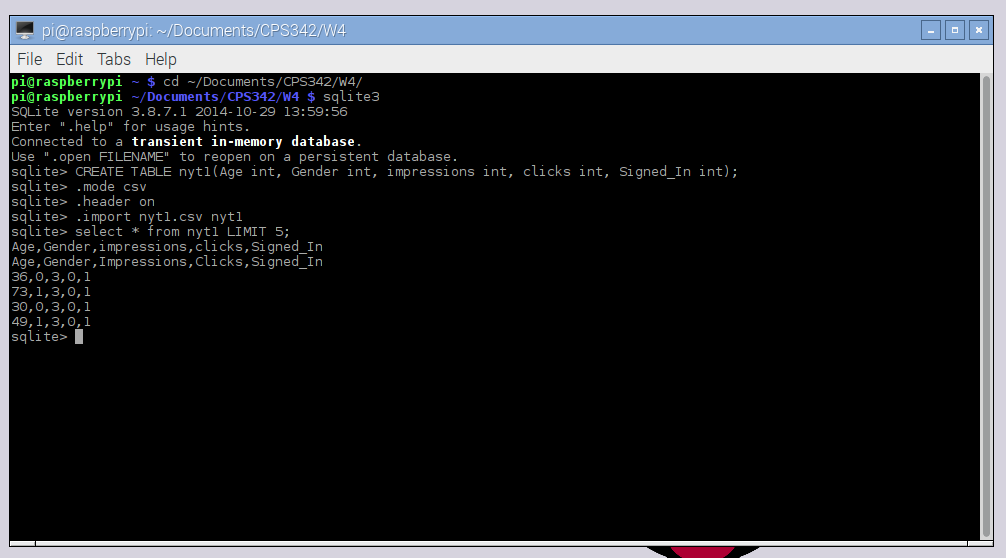 pi@raspberrypi: ~/Documents/CPS342/W4
File Edit Tabs Help
pi@raspberrypi ~ $ cd ~/Documents/CPS342/W4/
pi@raspberrypi ~/Documents/CPS342/W4 $ sqlite3
SQLite version 3.8.7.1 2014-10-29 13:59:56
Enter ".help" for usage hints.
Connected to a transient in-memory database.
Use ".open FILENAME" to reopen on a persistent database.
sqlite> CREATE TABLE nyt1(Age int, Gender int, impressions int, clicks int, Signed_In int);
sqlite> .mode csv
sqlite> .header on
sqlite> .import nyt1.csv nyt1
sqlite> select * from nyt1 LIMIT 5;
Age,Gender,impressions,clicks,Signed_In
Age,Gender,Impressions,Clicks,Signed_In
36,0,3,0,1
73,1,3,0,1
30,0,3,0,1
49,1,3,0,1
sqlite>